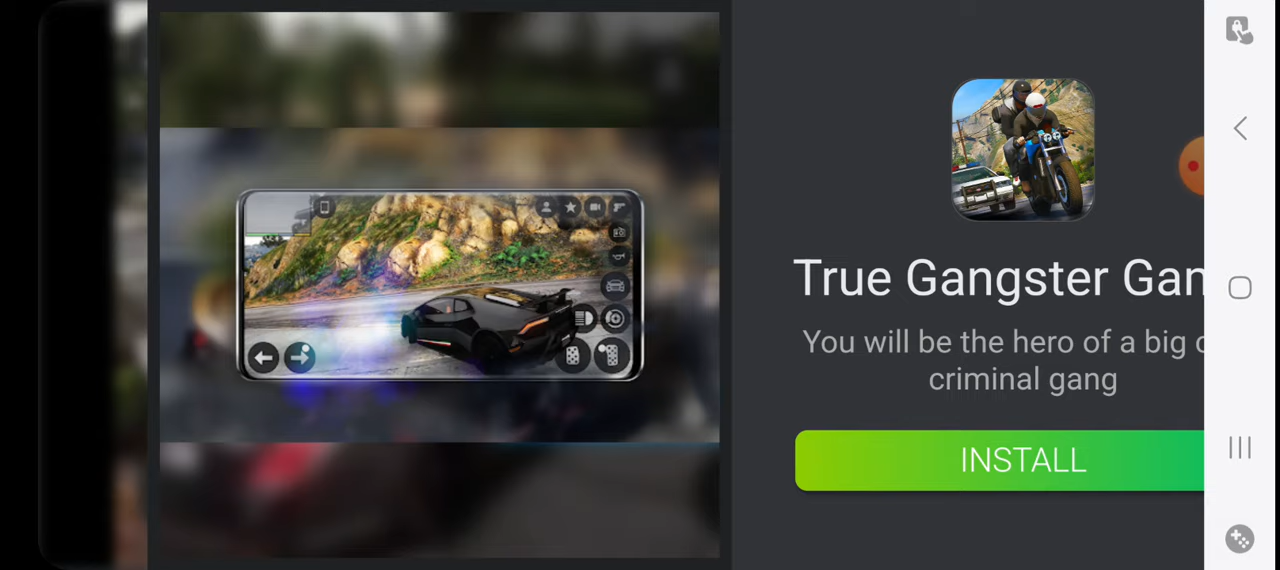 True Gangster Gan
You will be the hero of a big c
criminal gang
INSTALL